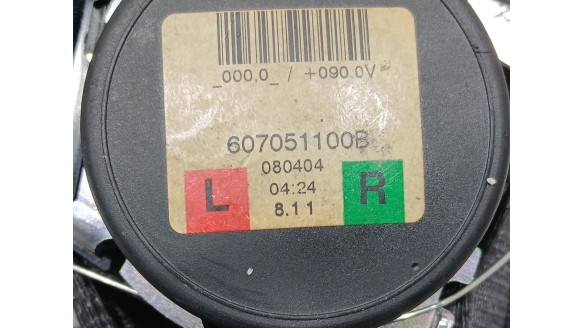 _000,0_ / +090.0V
607051100B
080404
04:24
L R
8.11